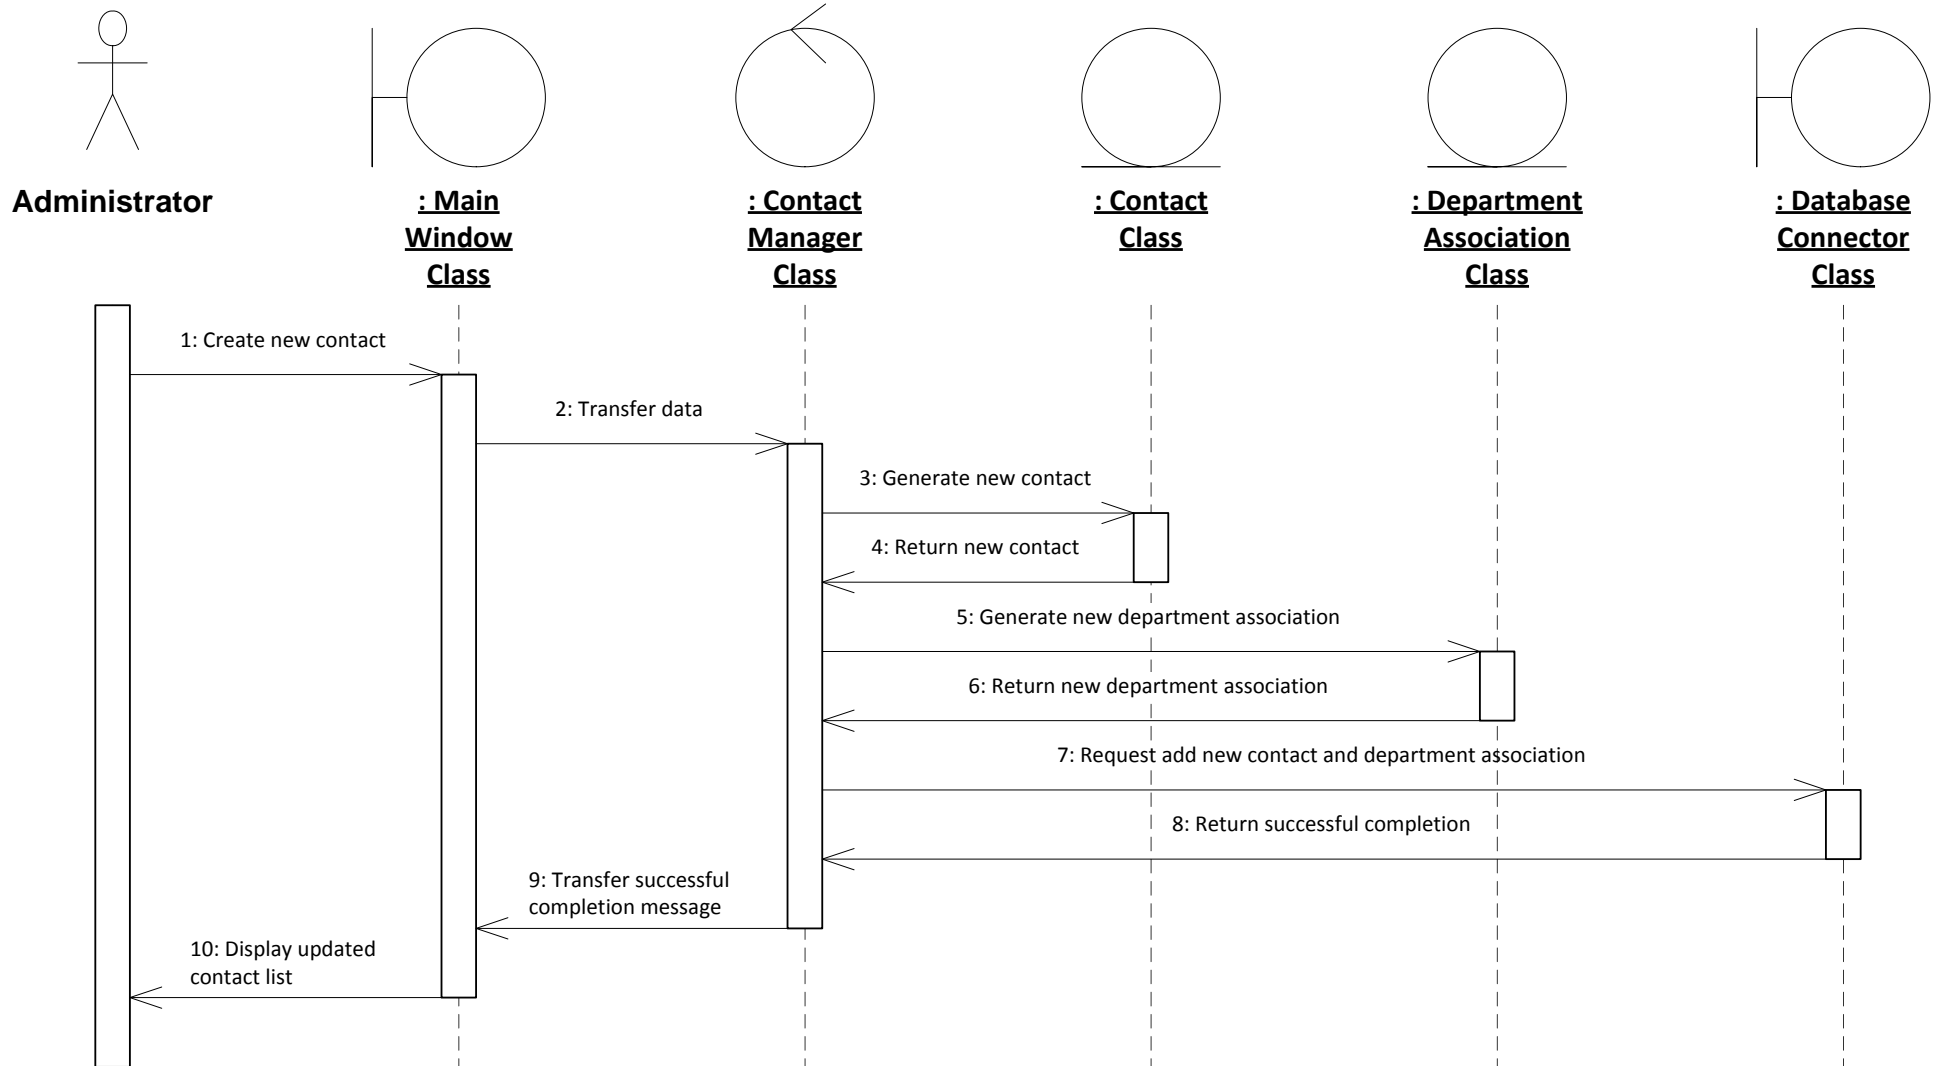 Administrator
: Main
Window
Class
: Contact
Manager
Class
: Contact
Class
: Department
Association
Class
: Database
Connector
Class
1: Create new contact
2: Transfer data
3: Generate new contact
4: Return new contact
5: Generate new department association
6: Return new department association
7: Request add new contact and department association
8: Return successful completion
9: Transfer successful
completion message
10: Display updated
contact list